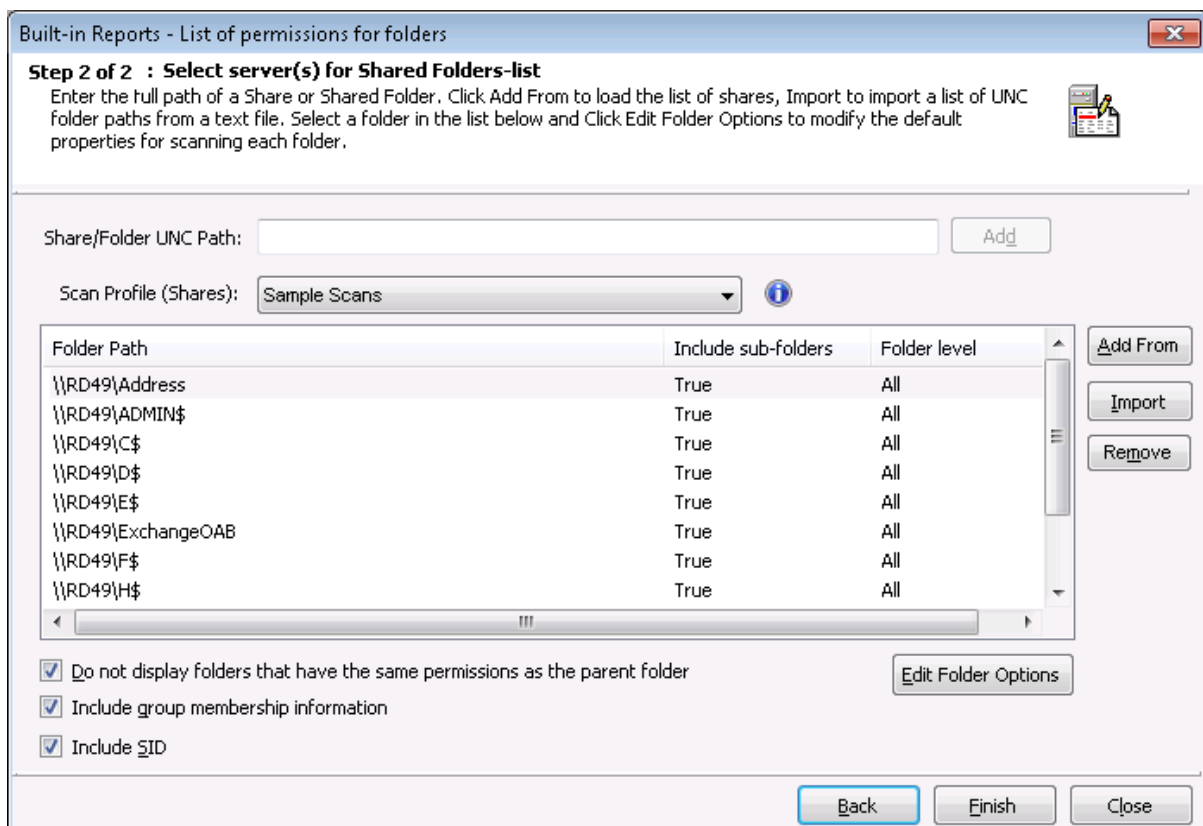 Built-in Reports - List of permissions for folders
Step 2 of 2 : Select server(s) for Shared Folders-list
Enter the full path of a Share or Shared Folder. Click Add From to load the list of shares, Import to import a list of UNC
folder paths from a text file. Select a folder in the list below and Click Edit Folder Options to modify the default
properties for scanning each folder.
Share/Folder UNC Path: Add
Scan Profile (Shares): Sample Scans
Folder Path Include sub-folders Folder level
\\RD49\Address True All
\\RD49\ADMIN$ True All
\\RD49\C$ True All
\\RD49\D$ True All
\\RD49\E$ True All
\\RD49\ExchangeOAB True All
\\RD49\F$ True All
\\RD49\H$ True All
Add From
Import
Remove
Do not display folders that have the same permissions as the parent folder
Edit Folder Options
Include group membership information
Include SID
Back Finish Close